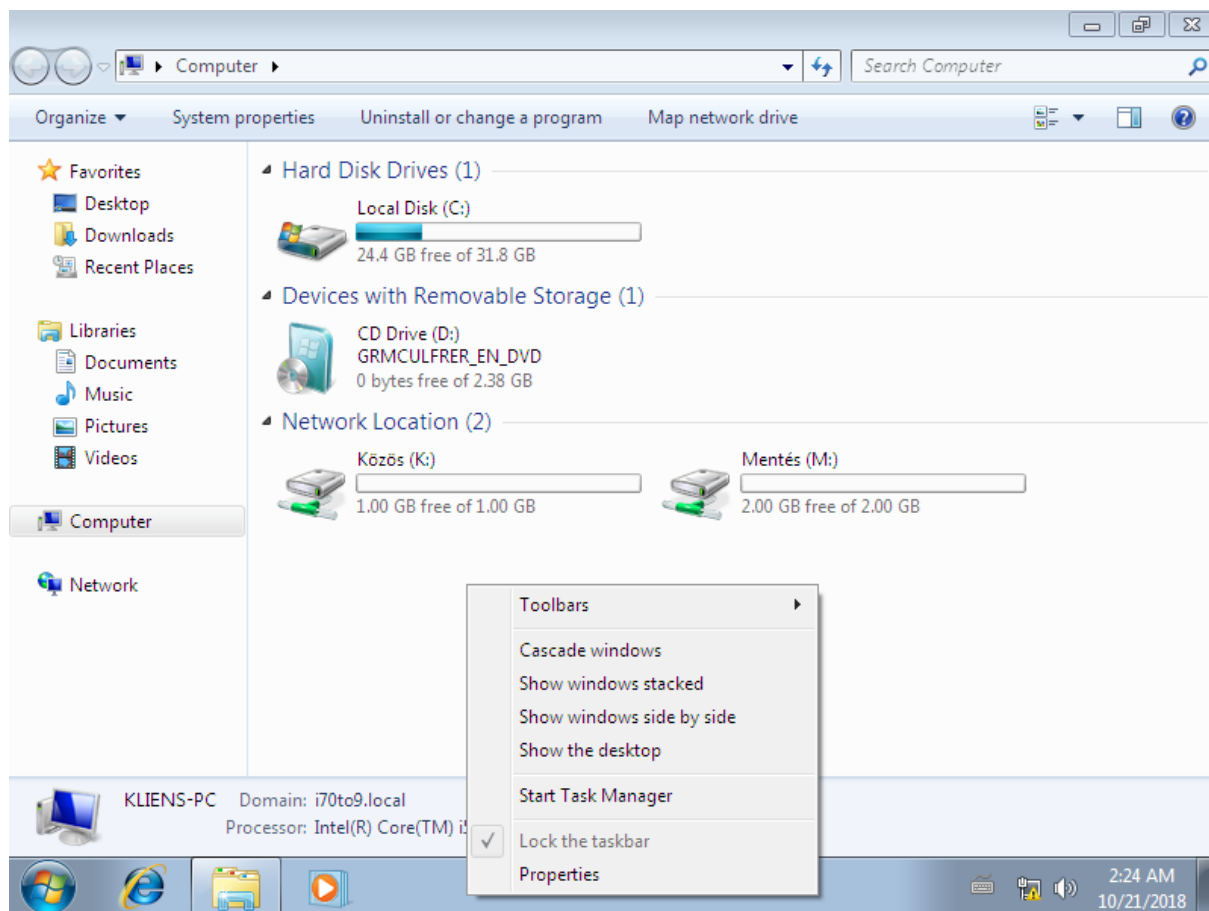 Computer
Search Computer
Organize
System properties
Uninstall or change a program
Map network drive
Favorites
Desktop
Downloads
Recent Places
Libraries
Documents
Music
Pictures
Videos
Computer
Network
Hard Disk Drives (1)
Local Disk (C:)
24.4 GB free of 31.8 GB
Devices with Removable Storage (1)
CD Drive (D:)
GRMCULFRER_EN_DVD
0 bytes free of 2.38 GB
Network Location (2)
Közös (K:)
1.00 GB free of 1.00 GB
Mentés (M:)
2.00 GB free of 2.00 GB
Toolbars
Cascade windows
Show windows stacked
Show windows side by side
Show the desktop
Start Task Manager
Lock the taskbar
Properties
KLIENS-PC Domain: i70to9.local
Processor: Intel(R) Core(TM)
2:24 AM
10/21/2018